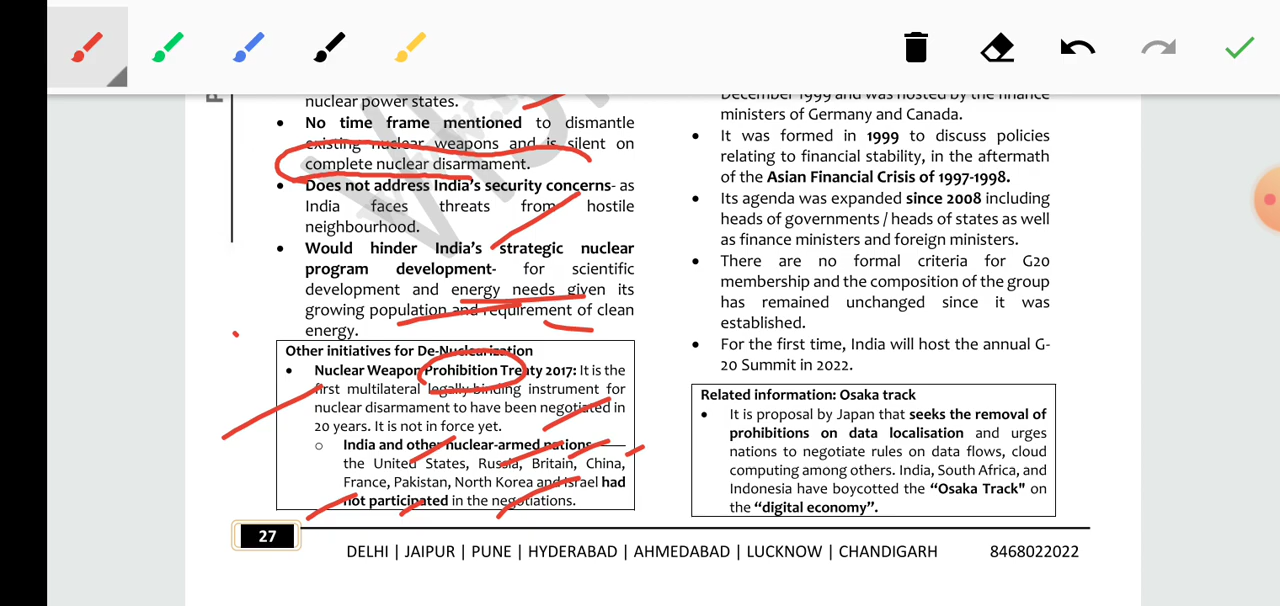 nuclear power states.
• No time frame mentioned to dismantle
existing nuclear weapons and is silent on
complete nuclear disarmament.
• Does not address India's security concerns- as
India faces threats from hostile
neighbourhood.
• Would hinder India's strategic nuclear
program development- for scientific
development and energy needs given its
growing population and requirement of clean
energy.
Other initiatives for De-Nuclearization
• Nuclear Weapon Prohibition Treaty 2017: It is the
first multilateral legally-binding instrument for
nuclear disarmament to have been negotiated in
20 years. It is not in force yet.
o India and other nuclear-armed nations —
the United States, Russia, Britain, China,
France, Pakistan, North Korea and Israel had
not participated in the negotiations.
December 1999 and was hosted by the finance
ministers of Germany and Canada.
• It was formed in 1999 to discuss policies
relating to financial stability, in the aftermath
of the Asian Financial Crisis of 1997-1998.
• Its agenda was expanded since 2008 including
heads of governments / heads of states as well
as finance ministers and foreign ministers.
• There are no formal criteria for G20
membership and the composition of the group
has remained unchanged since it was
established.
• For the first time, India will host the annual G-
20 Summit in 2022.
Related information: Osaka track
• It is proposal by Japan that seeks the removal of
prohibitions on data localisation and urges
nations to negotiate rules on data flows, cloud
computing among others. India, South Africa, and
Indonesia have boycotted the "Osaka Track" on
the "digital economy".
27
DELHI | JAIPUR | PUNE | HYDERABAD | AHMEDABAD | LUCKNOW | CHANDIGARH 8468022022